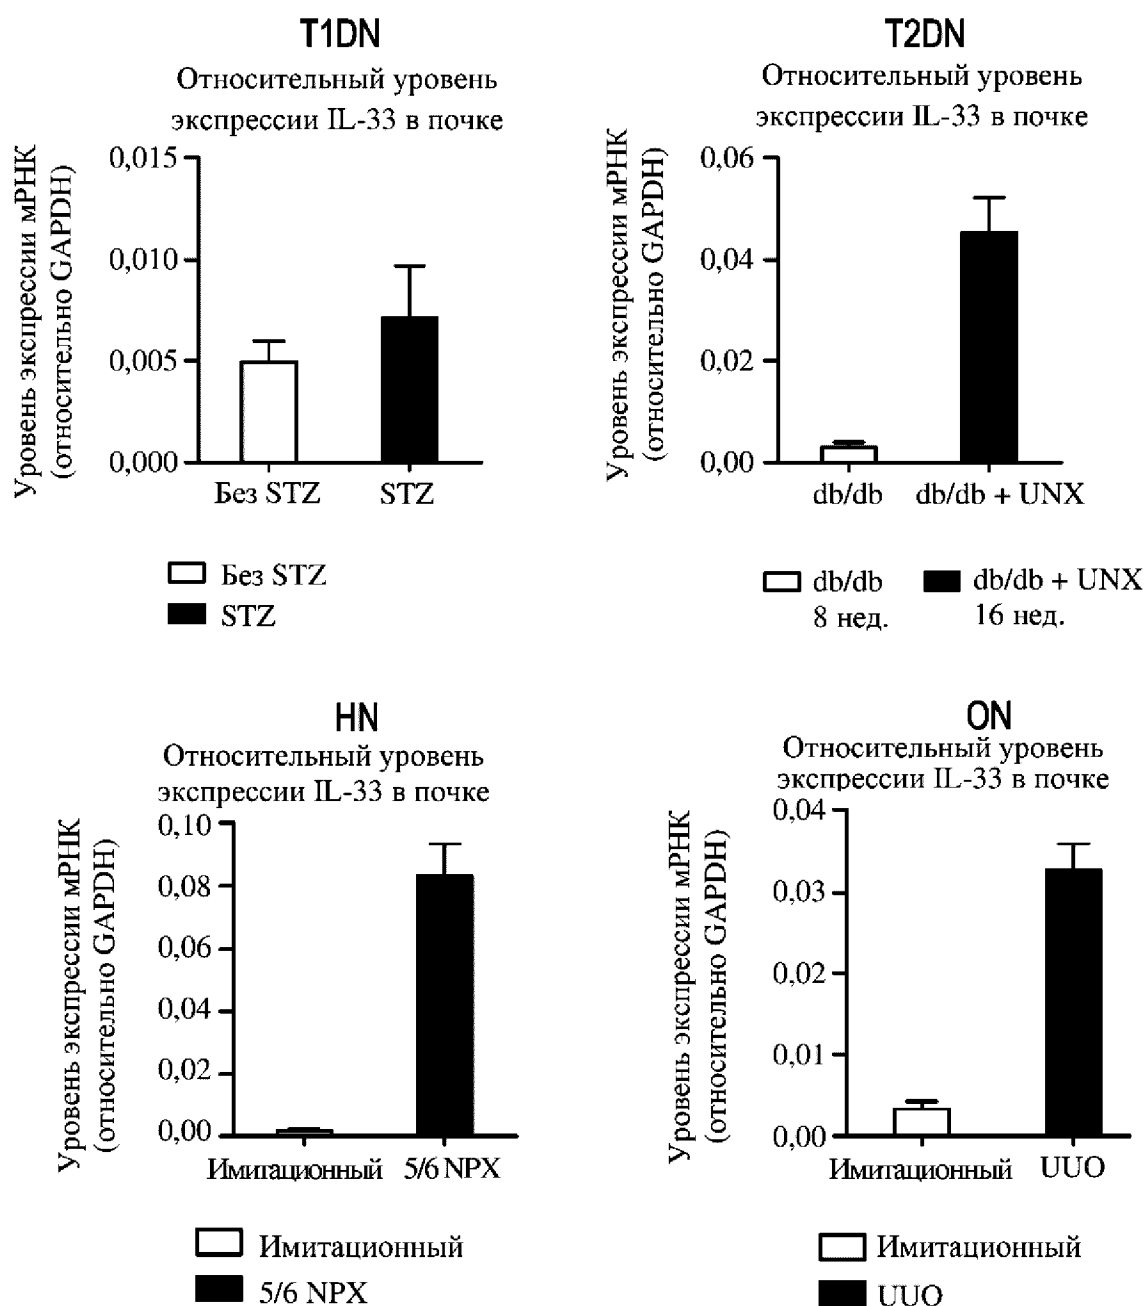 T1DN
Относительный уровень
экспрессии IL-33 в почке
Уровень экспрессии мРНК
(относительно GAPDH)
0,015
0,010
0,005
0,000
Без STZ
STZ
Без STZ
STZ
T2DN
Относительный уровень
экспрессии IL-33 в почке
Уровень экспрессии мРНК
(относительно GAPDH)
0,06
0,04
0,02
0,00
db/db
db/db + UNX
db/db
8 нед.
db/db + UNX
16 нед.
HN
Относительный уровень
экспрессии IL-33 в почке
Уровень экспрессии мРНК
(относительно GAPDH)
0,10
0,08
0,06
0,04
0,02
0,00
Имитационный
5/6 NPX
Имитационный
5/6 NPX
ON
Относительный уровень
экспрессии IL-33 в почке
Уровень экспрессии мРНК
(относительно GAPDH)
0,04
0,03
0,02
0,01
0,00
Имитационный
UUO
Имитационный
UUO